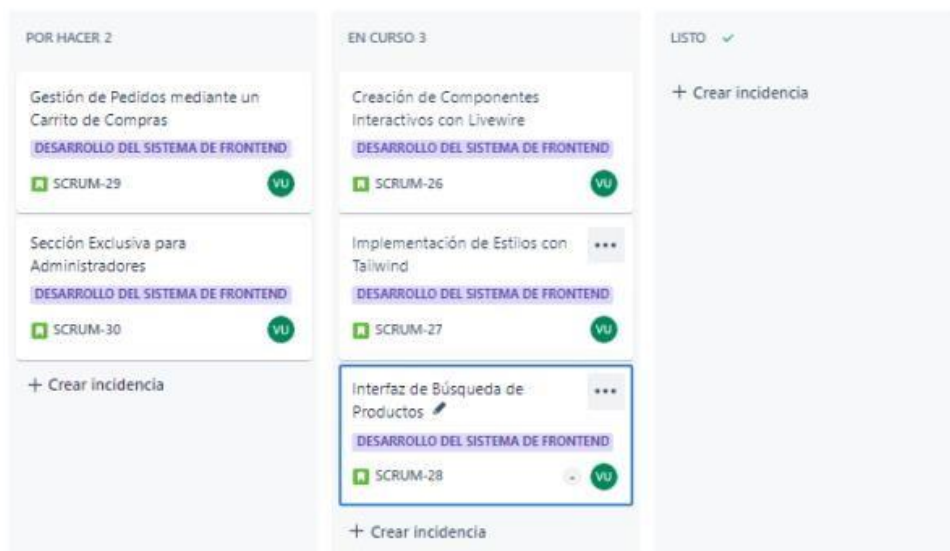 POR HACER 2
Gestión de Pedidos mediante un
Carrito de Compras
DESARROLLO DEL SISTEMA DE FRONTEND
SCRUM-29
VU
Sección Exclusiva para
Administradores
DESARROLLO DEL SISTEMA DE FRONTEND
SCRUM-30
VU
+ Crear incidencia
EN CURSO 3
Creación de Componentes
Interactivos con Livewire
DESARROLLO DEL SISTEMA DE FRONTEND
SCRUM-26
VU
Implementación de Estilos con
Tailwind
DESARROLLO DEL SISTEMA DE FRONTEND
SCRUM-27
VU
Interfaz de Búsqueda de
Productos
DESARROLLO DEL SISTEMA DE FRONTEND
SCRUM-28
-
VU
+ Crear incidencia
LISTO
+ Crear incidencia